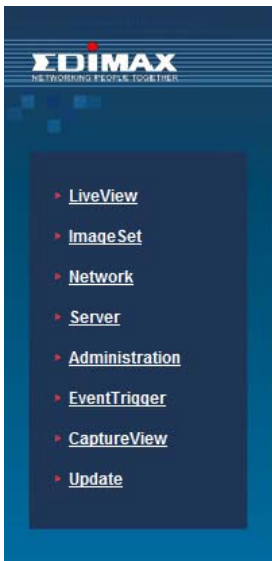 EDIMAX
NETWORKING PEOPLE TOGETHER
LiveView
ImageSet
Network
Server
Administration
EventTrigger
CaptureView
Update